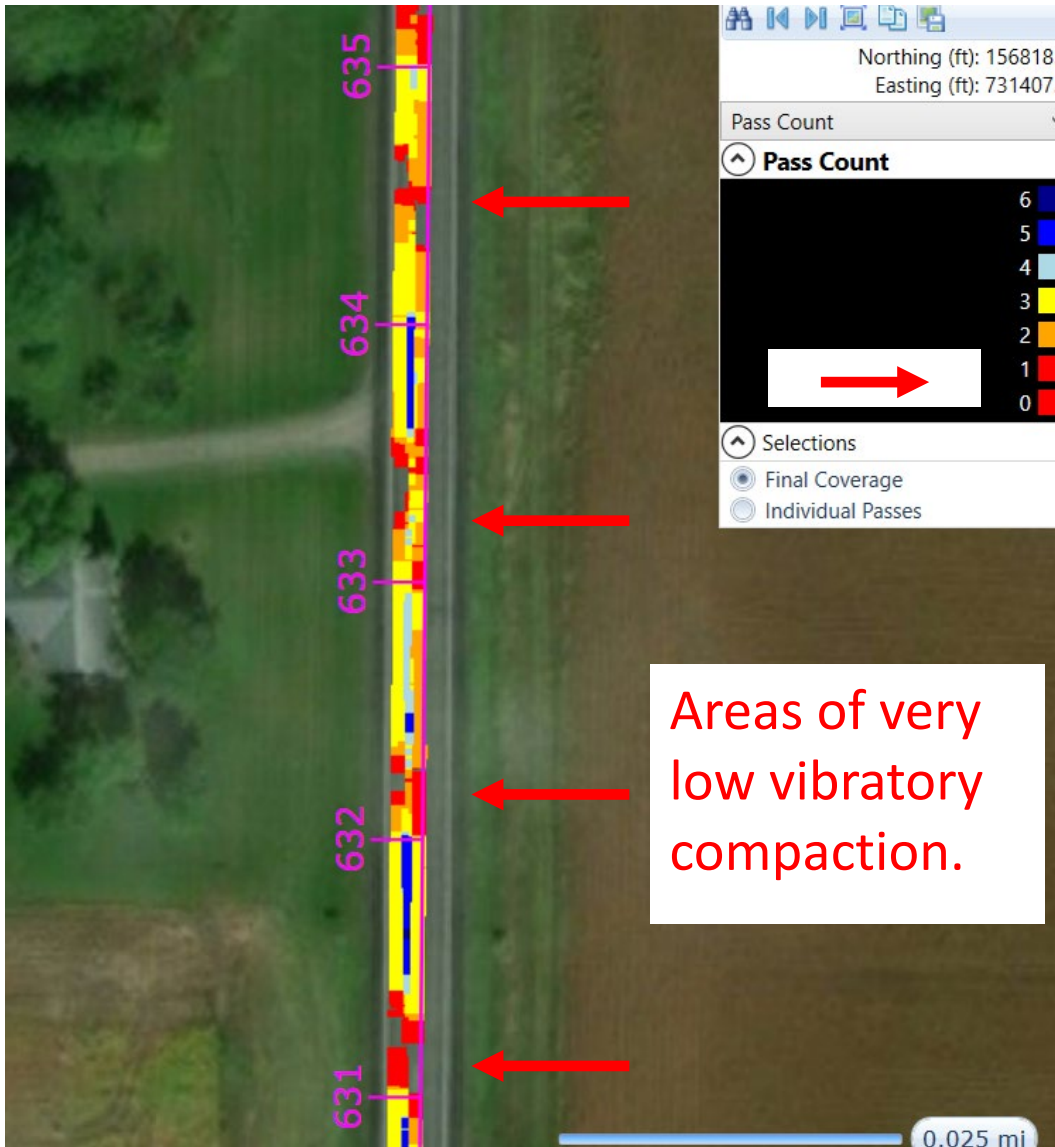 635
634
633
632
631
Northing (ft): 156818
Easting (ft): 731407
Pass Count
Pass Count
6
5
4
3
2
1
0
Selections
Final Coverage
Individual Passes
Areas of very
low vibratory
compaction.
0.025 mi